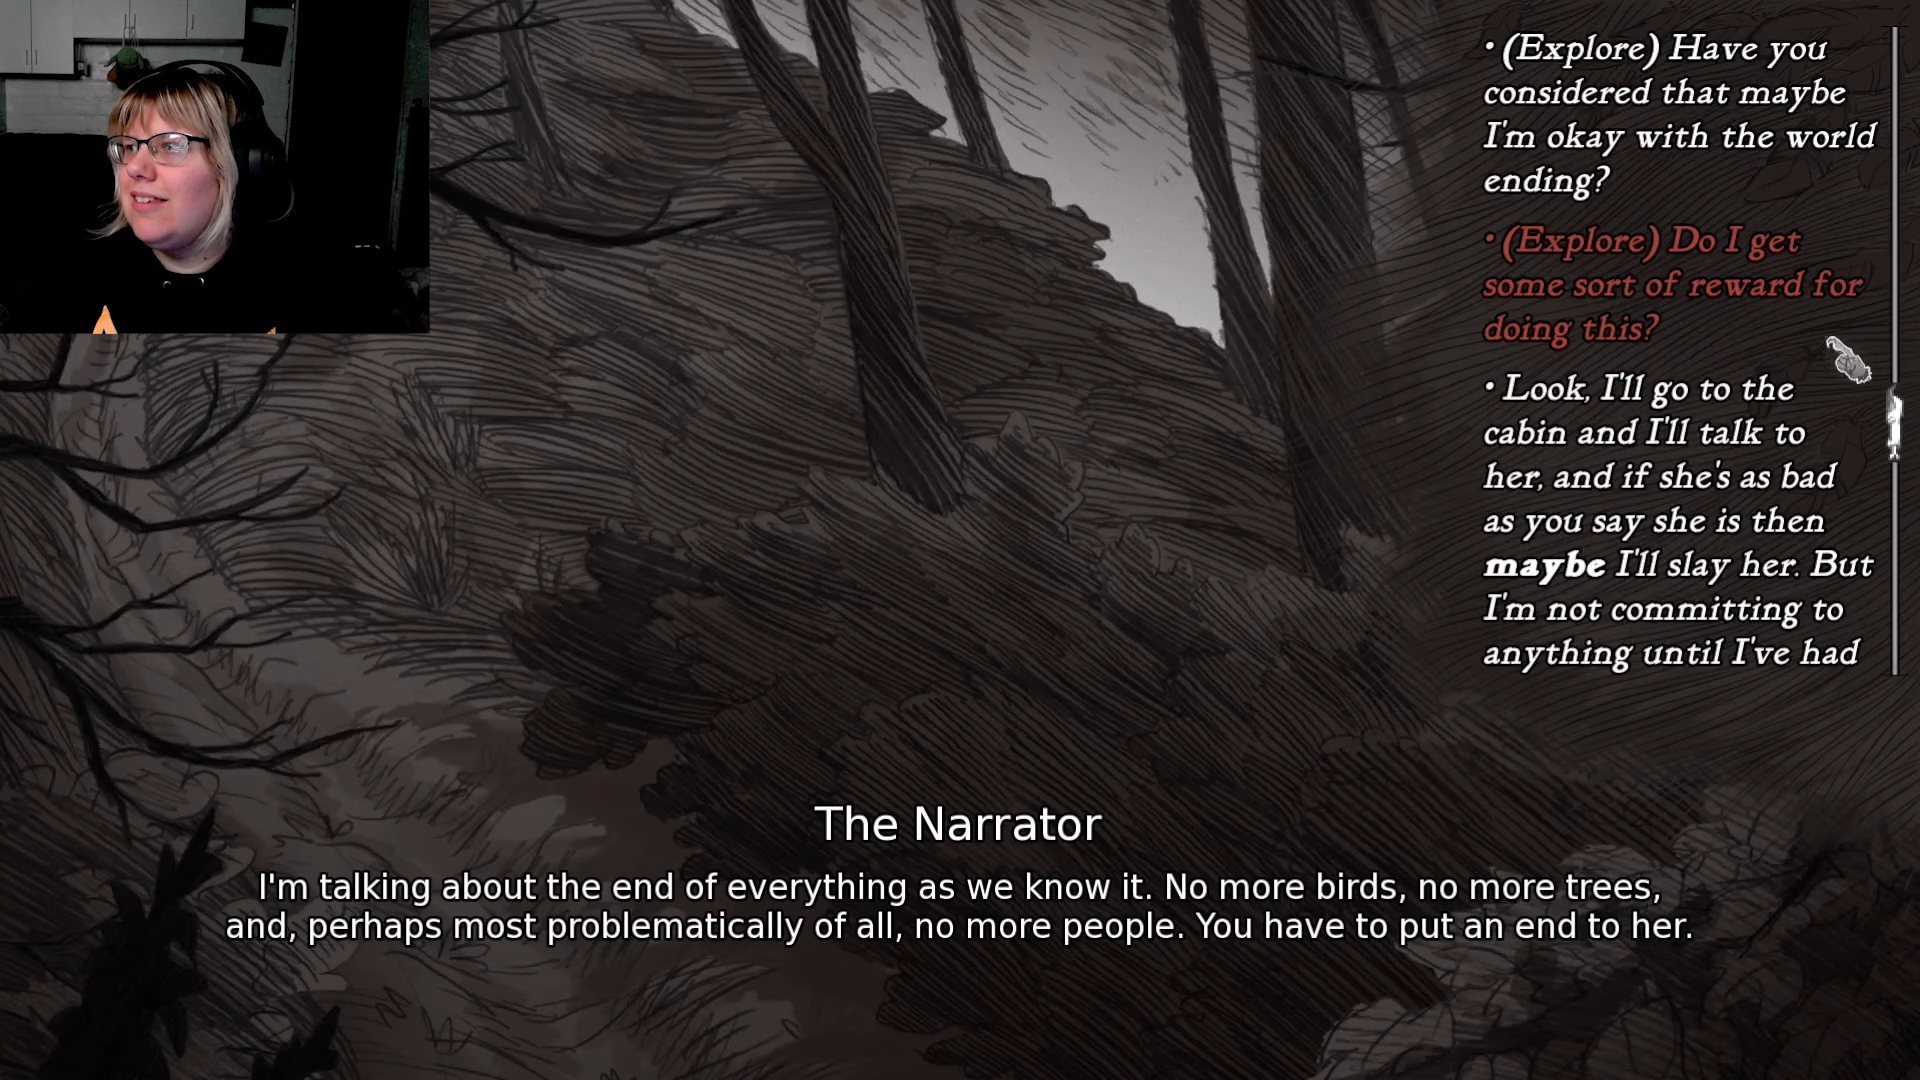 • (Explore) Have you
considered that maybe
I'm okay with the world
ending?
• (Explore) Do I get
some sort of reward for
doing this?
• Look, I'll go to the
cabin and I'll talk to
her, and if she's as bad
as you say she is then
maybe I'll slay her. But
I'm not committing to
anything until I've had
The Narrator
I'm talking about the end of everything as we know it. No more birds, no more trees,
and, perhaps most problematically of all, no more people. You have to put an end to her.